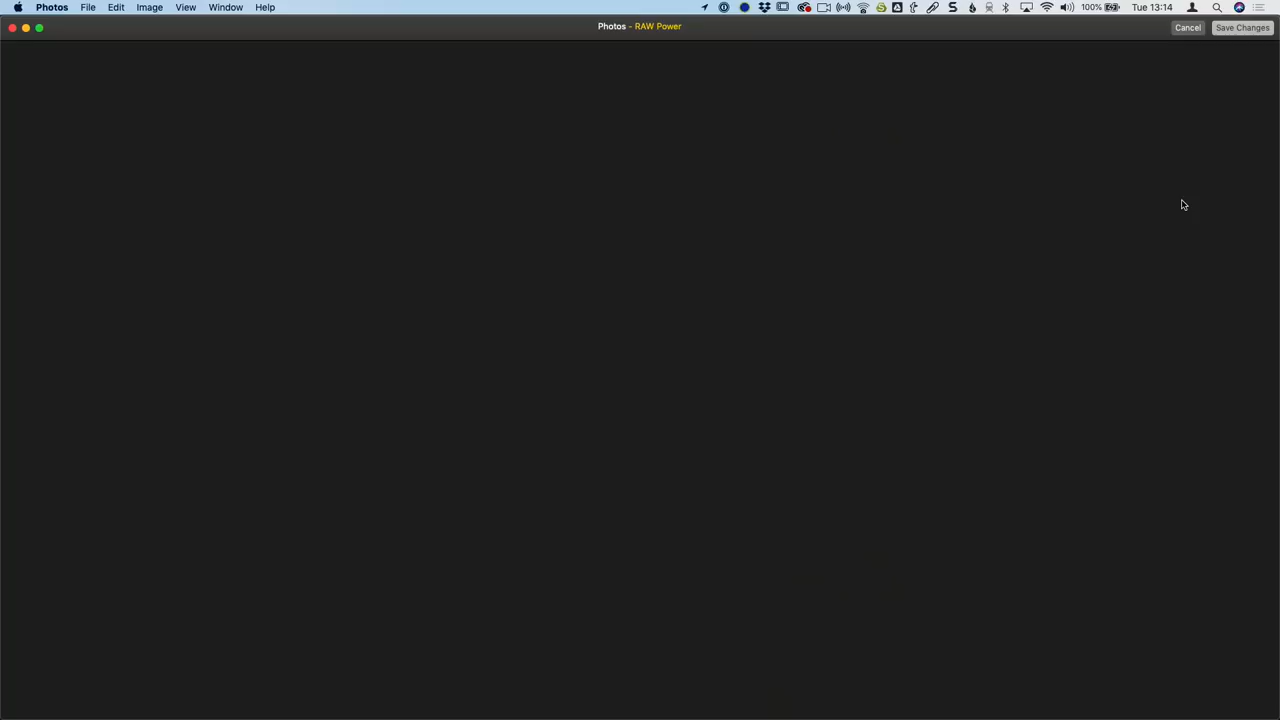 Photos File Edit Image View Window Help 100% Tue 13:14
Photos – RAW Power Cancel Save Changes